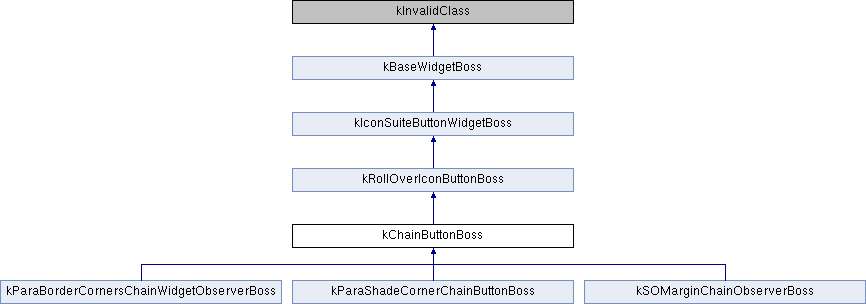 kInvalidClass
kBaseWidgetBoss
kIconSuiteButtonWidgetBoss
kRollOverIconButtonBoss
kChainButtonBoss
kParaBorderCornersChainWidgetObserverBoss
kParaShadeCornerChainButtonBoss
kSOMarginChainObserverBoss